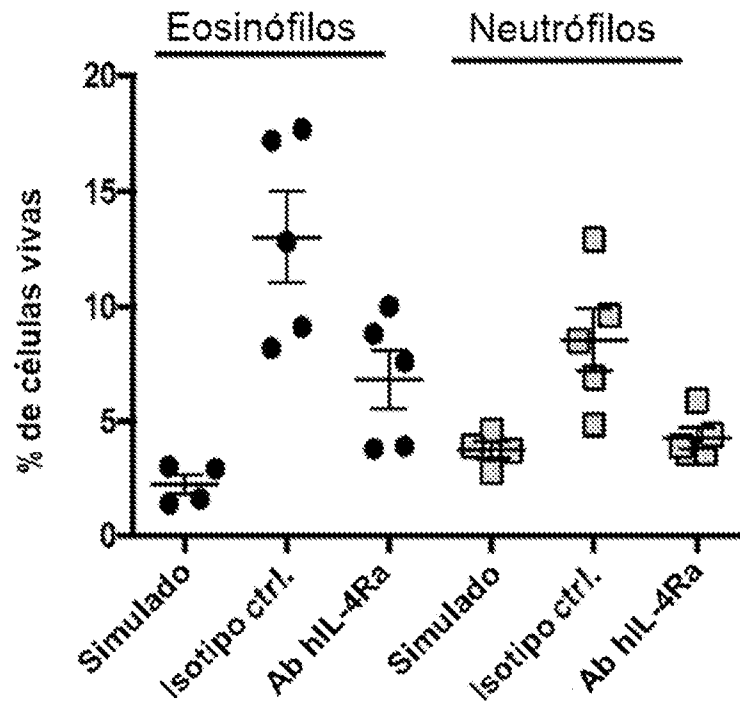 Eosinófilos
Neutrófilos
% de células vivas
20
15
10
5
0
Simulado
Isotipo ctrl.
Ab hIL-4Ra
Simulado
Isotipo ctrl.
Ab hIL-4Ra